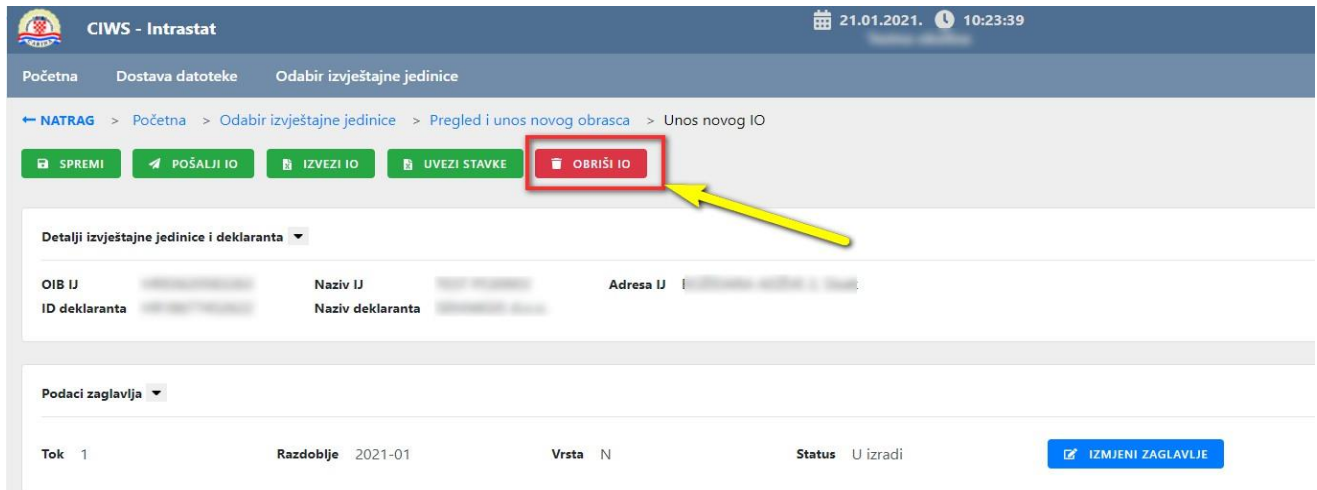 CIWS - Intrastat
21.01.2021. 10:23:39
Početna Dostava datoteke Odabir izvještajne jedinice
NATRAG > Početna > Odabir izvještajne jedinice > Pregled i unos novog obrasca > Unos novog IO
SPREMI POŠALJI IO IZVEZI IO UVEZI STAVKE OBRIŠI IO
Detalji izvještajne jedinice i deklaranta
OIB IJ Naziv IJ Adresa IJ
ID deklaranta Naziv deklaranta
Podaci zaglavlja
Tok 1 Razdoblje 2021-01 Vrsta N Status U izradi IZMJENI ZAGLAVLJE